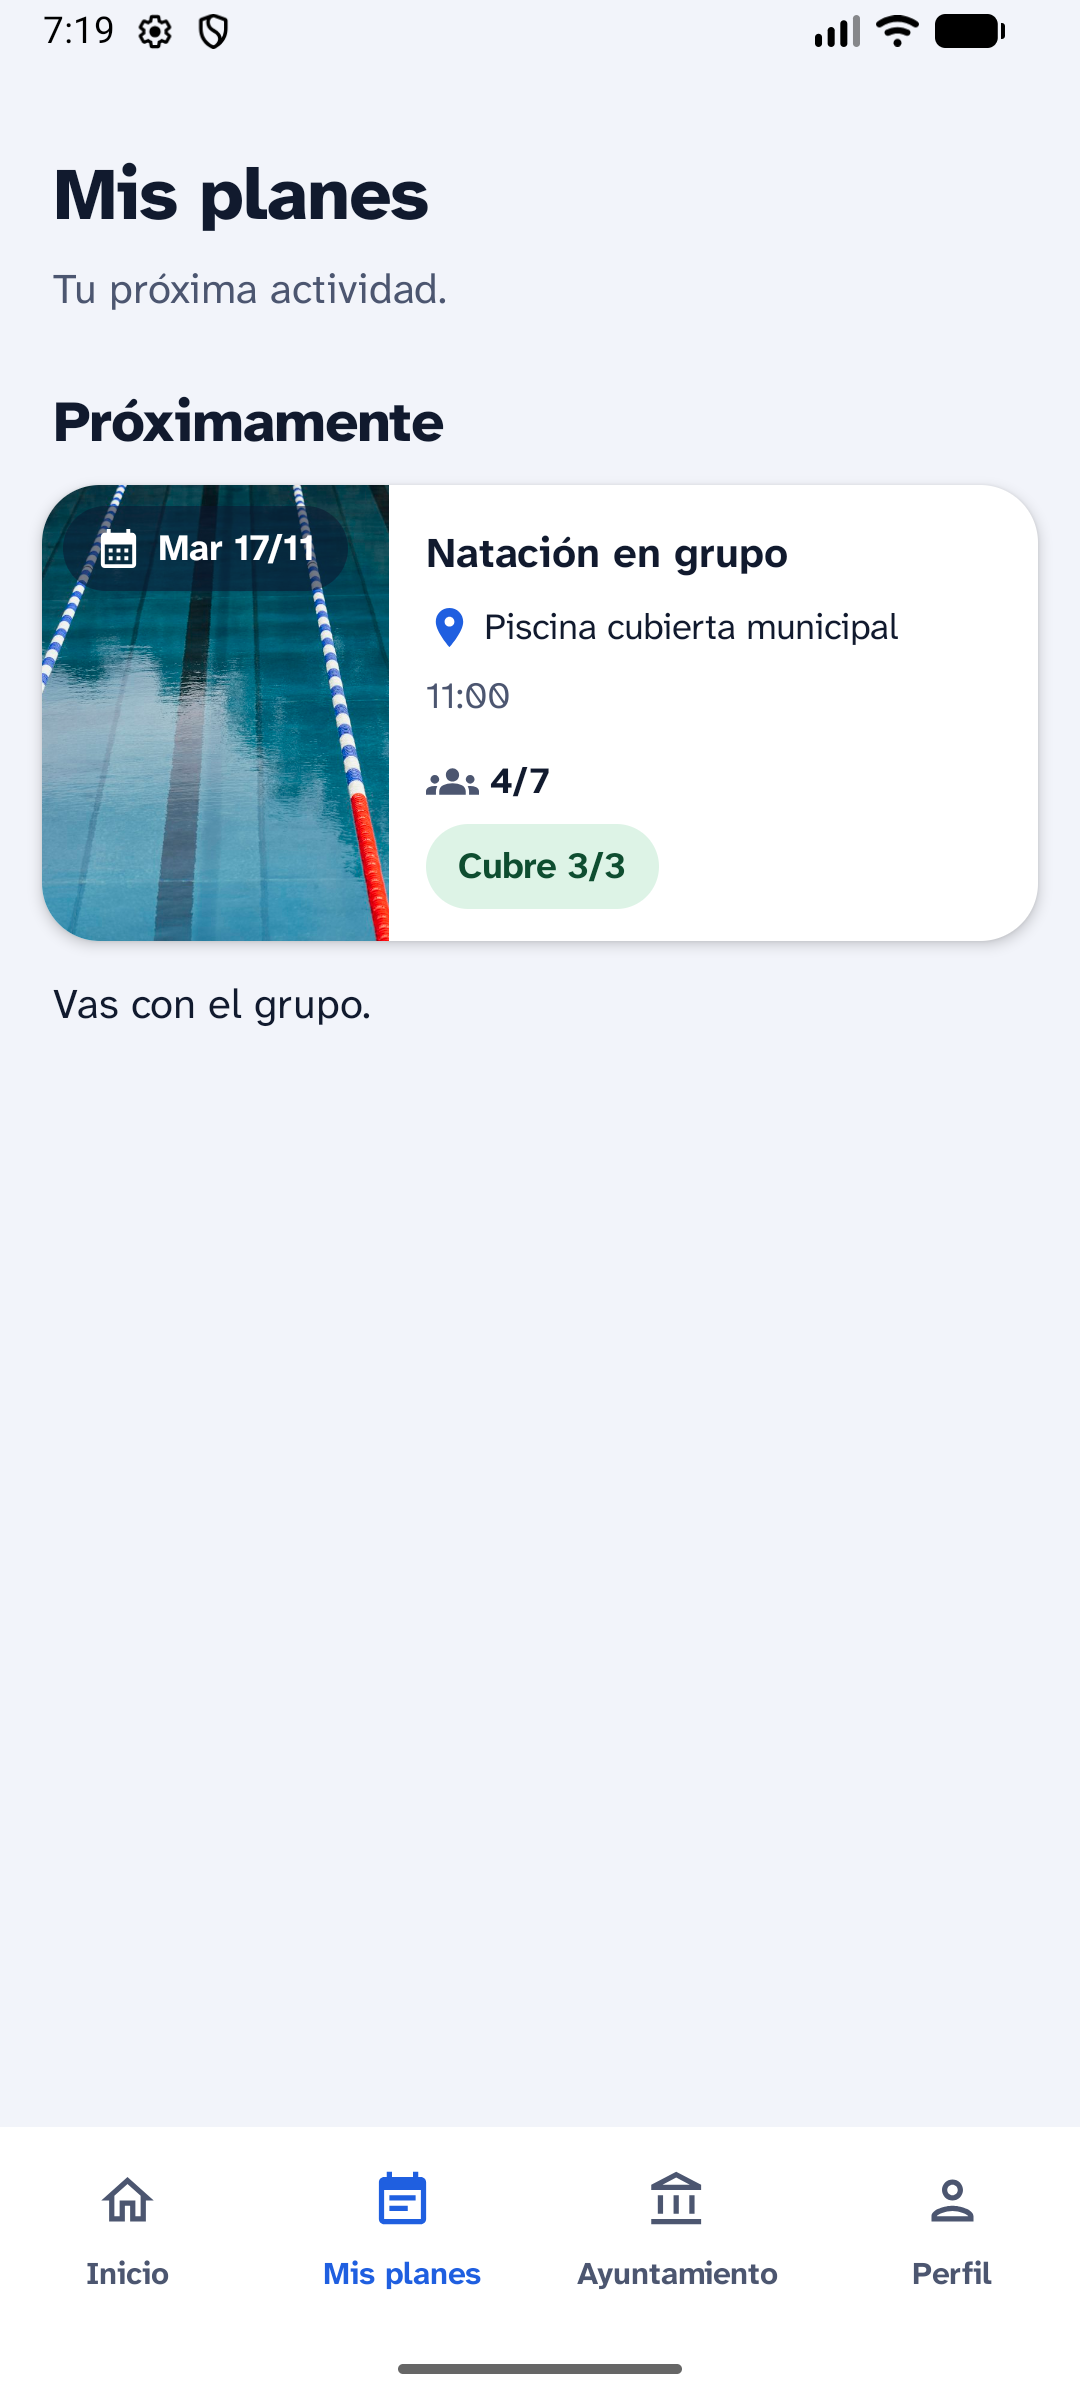 7:19
Mis planes
Tu próxima actividad.
Próximamente
Mar 17/11
Natación en grupo
Piscina cubierta municipal
11:00
4/7
Cubre 3/3
Vas con el grupo.
Inicio
Mis planes
Ayuntamiento
Perfil